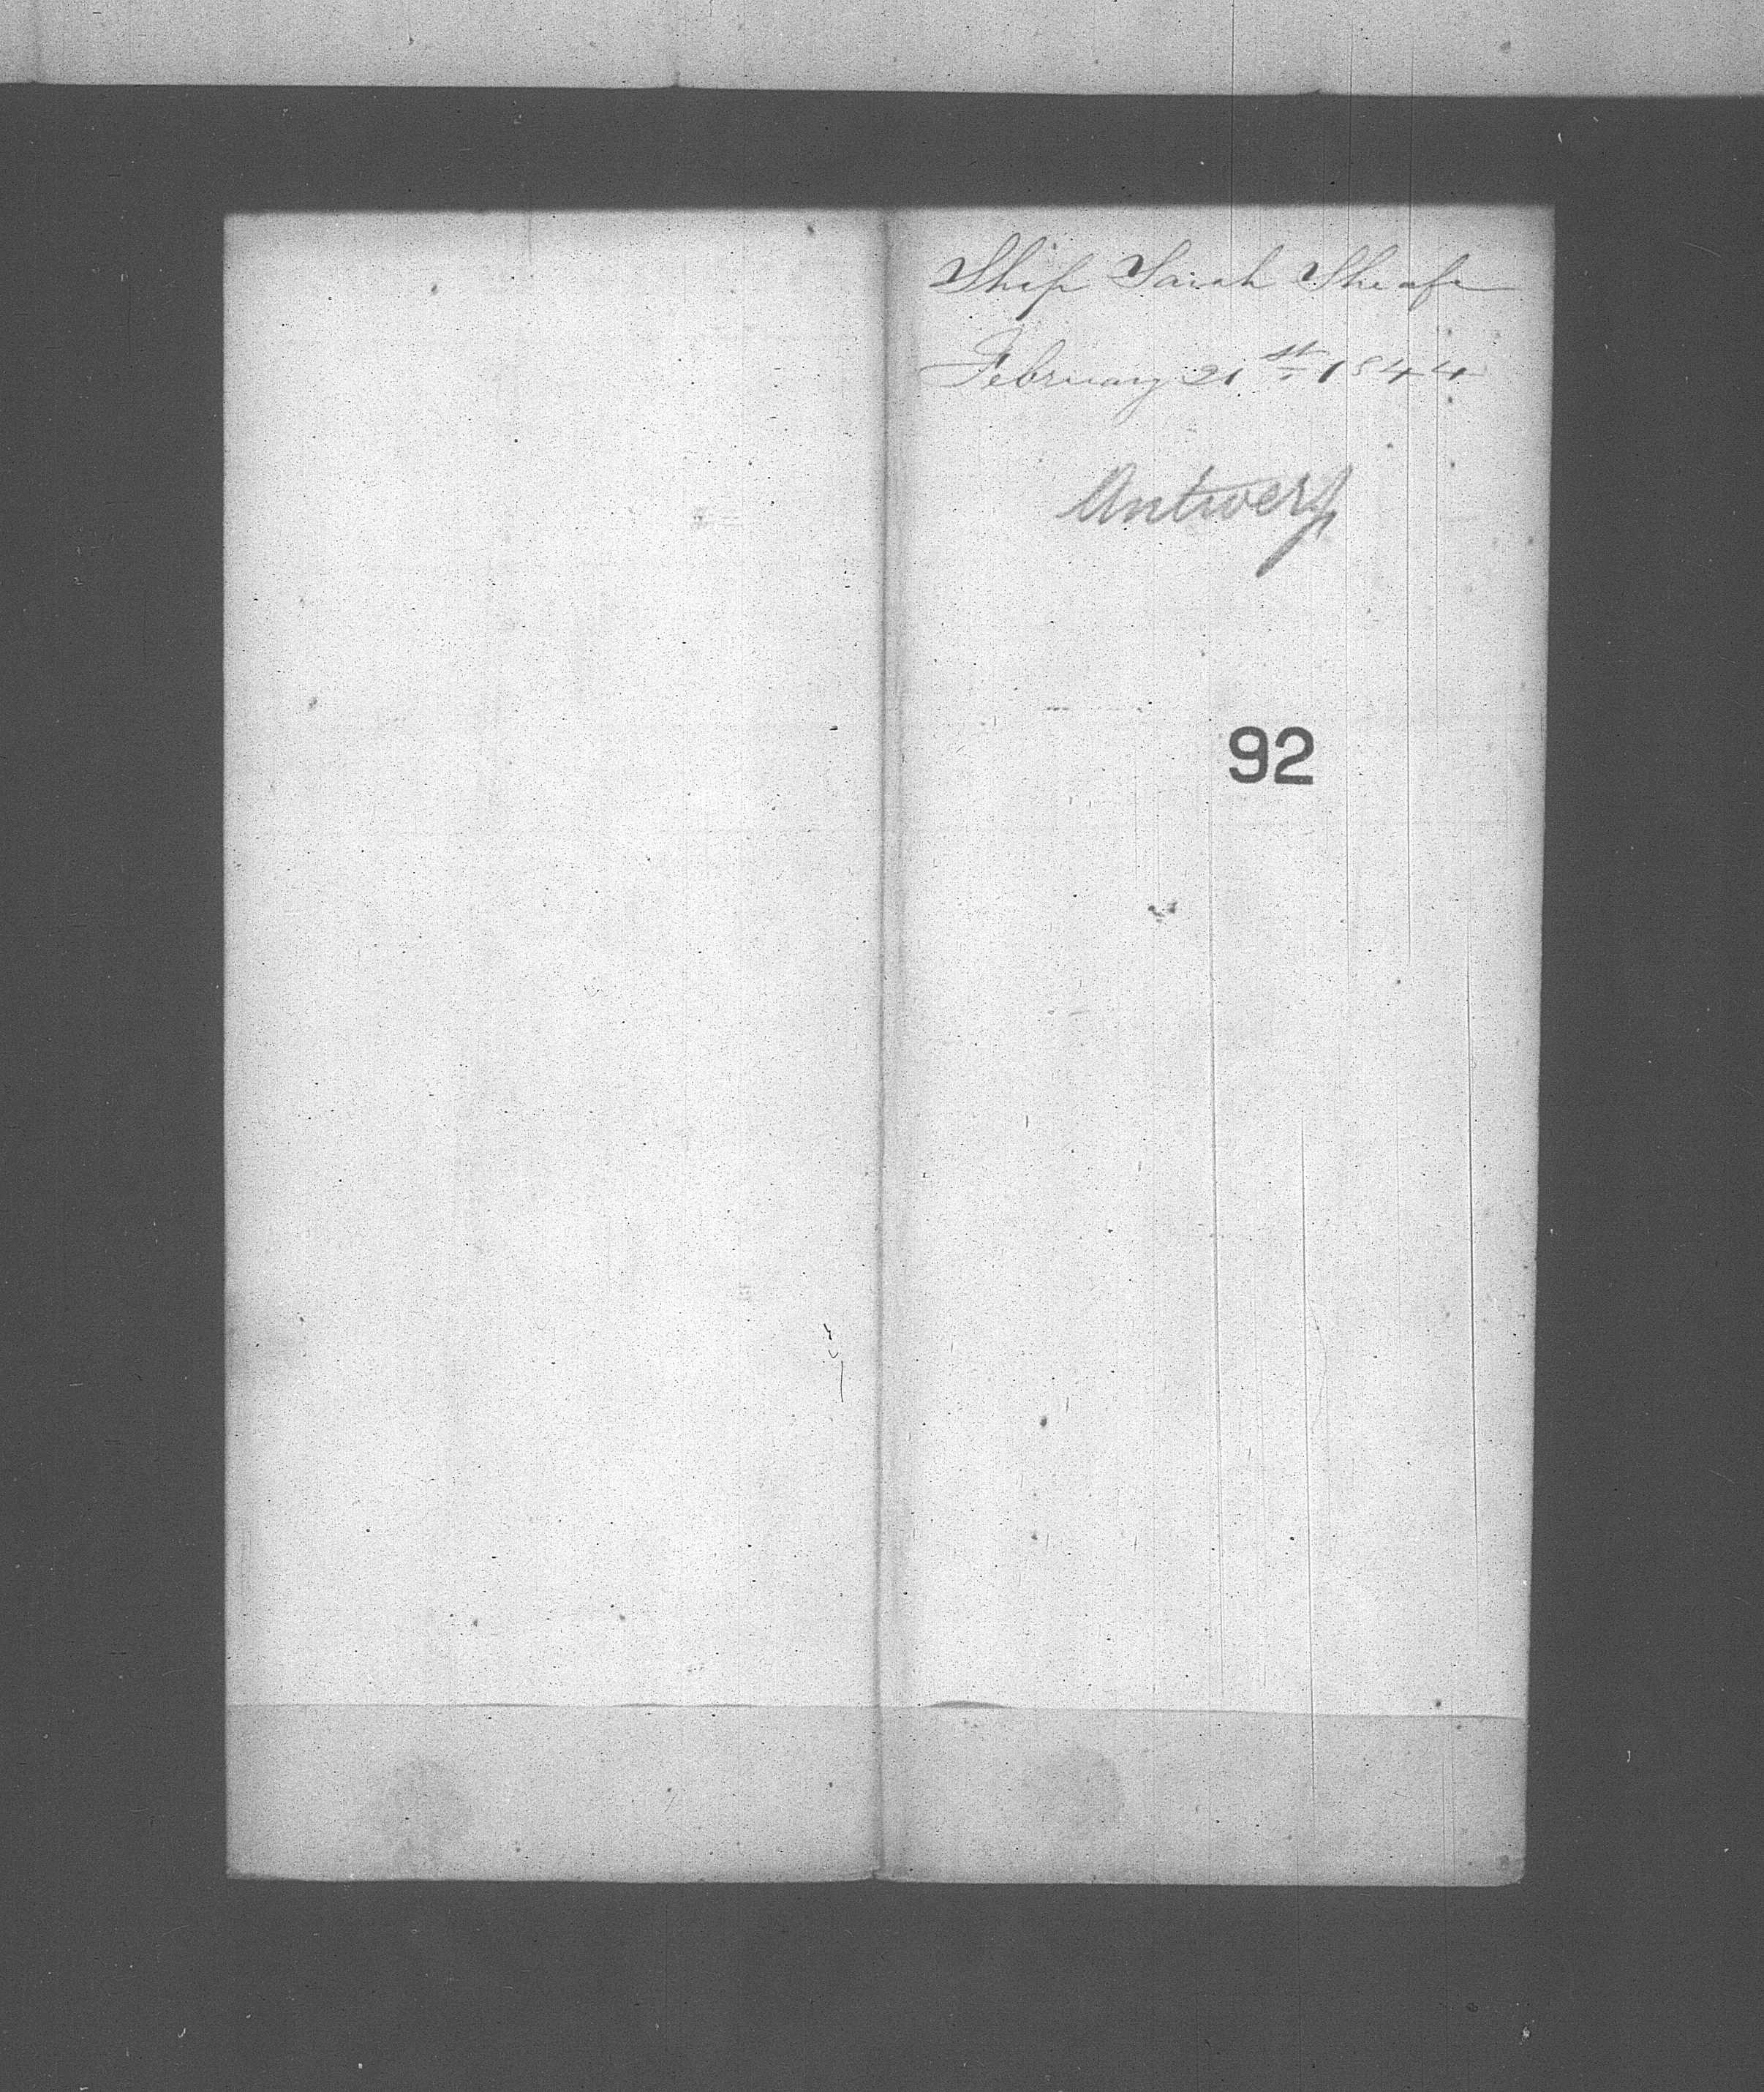 Ship Sarah Sheafe
February 21st 1844
Antwerp
92